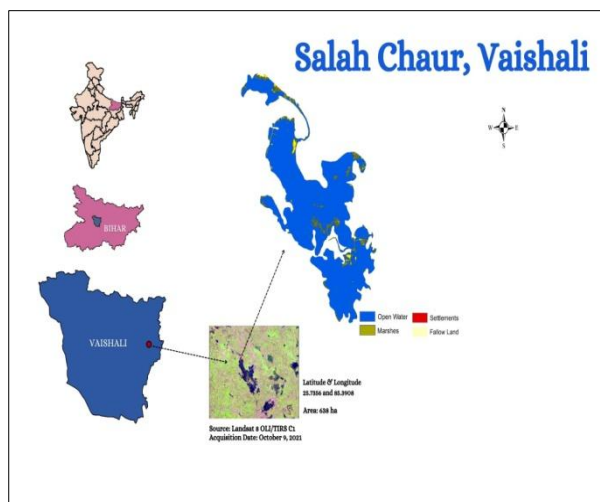 Salah Chaur, Vaishali
N
W
E
S
BIHAR
VAISHALI
Open Water
Settlements
Marshes
Fallow Land
Latitude & Longitude
25.7356 and 85.3908
Area: 638 ha
Source: Landsat 8 OLI/TIRS C1
Acquisition Date: October 9, 2021